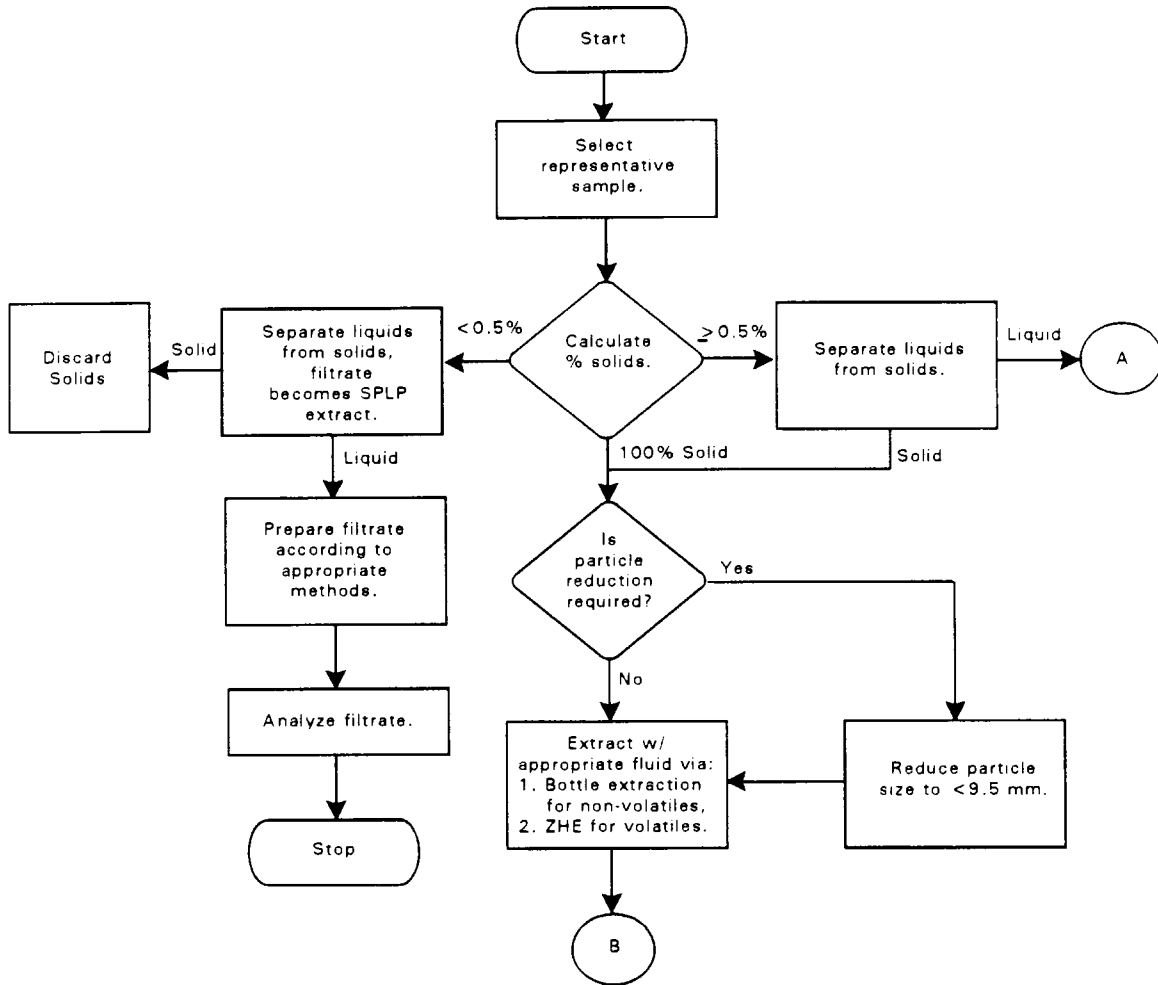 Start
Select
representative
sample.
<0.5%
Calculate
% solids.
≥0.5%
Discard
Solids
Solid
Separate liquids
from solids,
filtrate
becomes SPLP
extract.
Separate liquids
from solids.
Liquid
A
Liquid
100% Solid
Solid
Prepare filtrate
according to
appropriate
methods.
Is
particle
reduction
required?
Yes
No
Analyze filtrate.
Extract w/
appropriate fluid via:
1. Bottle extraction
for non-volatiles,
2. ZHE for volatiles.
Reduce particle
size to <9.5 mm.
Stop
B